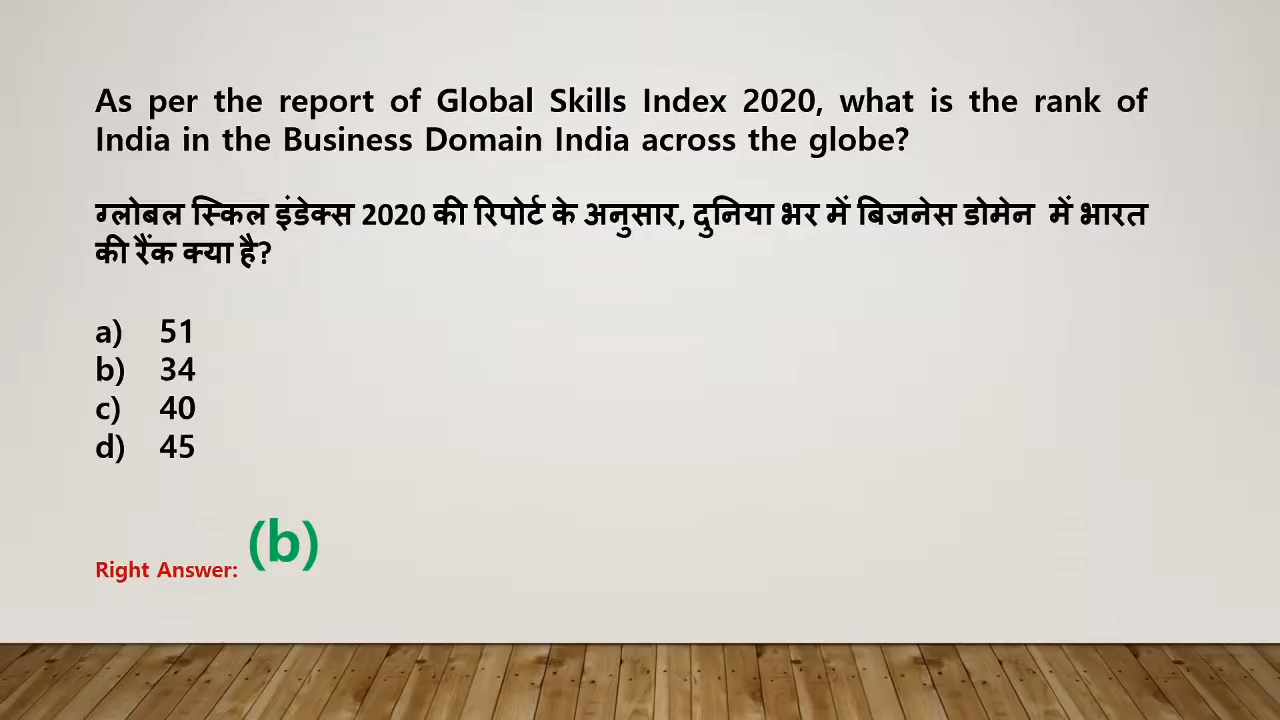 As per the report of Global Skills Index 2020, what is the rank of
India in the Business Domain India across the globe?
ग्लोबल स्किल इंडेक्स 2020 की रिपोर्ट के अनुसार, दुनिया भर में बिजनेस डोमेन में भारत
की रैंक क्या है?
a) 51
b) 34
c) 40
d) 45
Right Answer: (b)